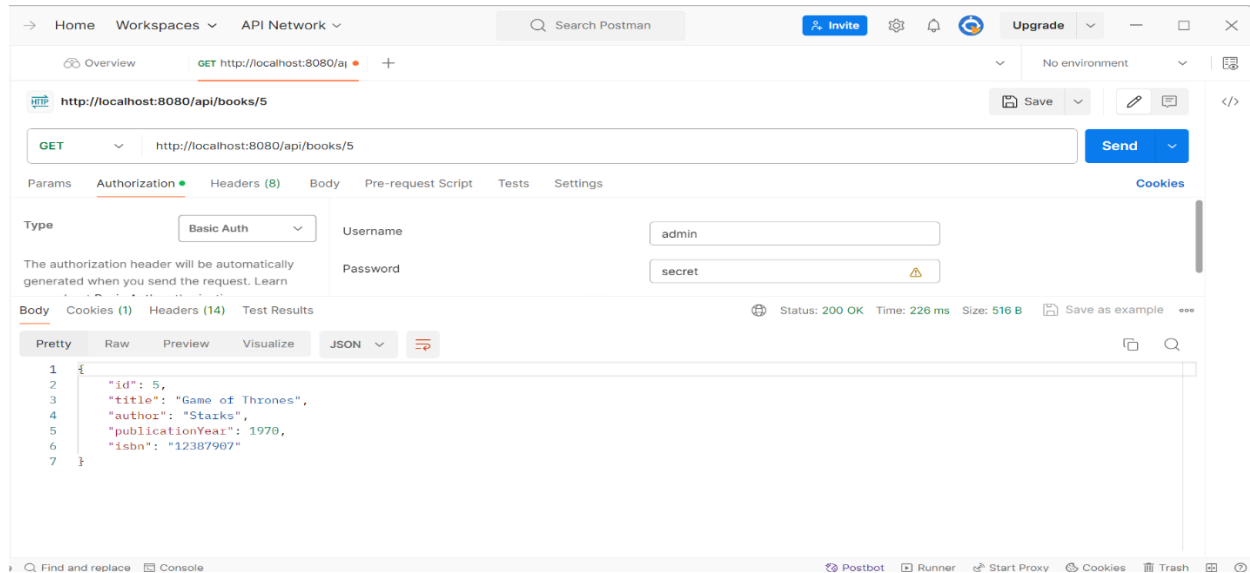 Home Workspaces API Network Search Postman Invite Upgrade
Overview GET http://localhost:8080/a No environment
HTTP http://localhost:8080/api/books/5 Save
GET http://localhost:8080/api/books/5 Send
Params Authorization Headers (8) Body Pre-request Script Tests Settings Cookies
Type Basic Auth Username admin
The authorization header will be automatically Password secret
generated when you send the request. Learn
Body Cookies (1) Headers (14) Test Results Status: 200 OK Time: 226 ms Size: 516 B Save as example
Pretty Raw Preview Visualize JSON
1 {
2 "id": 5,
3 "title": "Game of Thrones",
4 "author": "Starks",
5 "publicationYear": 1970,
6 "isbn": "12387907"
7 }
Find and replace Console Postbot Runner Start Proxy Cookies Trash